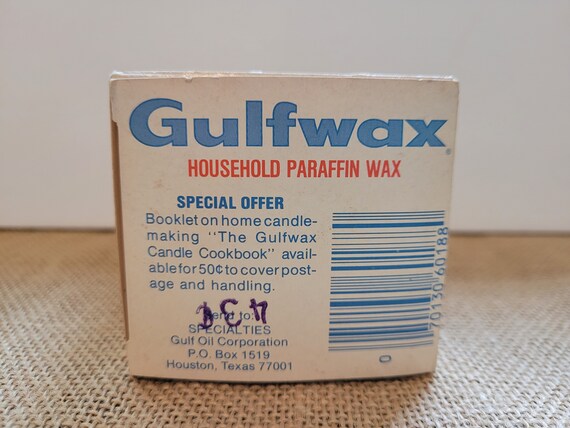 Gulfwax®
HOUSEHOLD PARAFFIN WAX
SPECIAL OFFER
Booklet on home candle-
making "The Gulfwax
Candle Cookbook" avail-
able for 50¢ to cover post-
age and handling.
Send to:
SPECIALTIES
Gulf Oil Corporation
P.O. Box 1519
Houston, Texas 77001
70130 60188
0